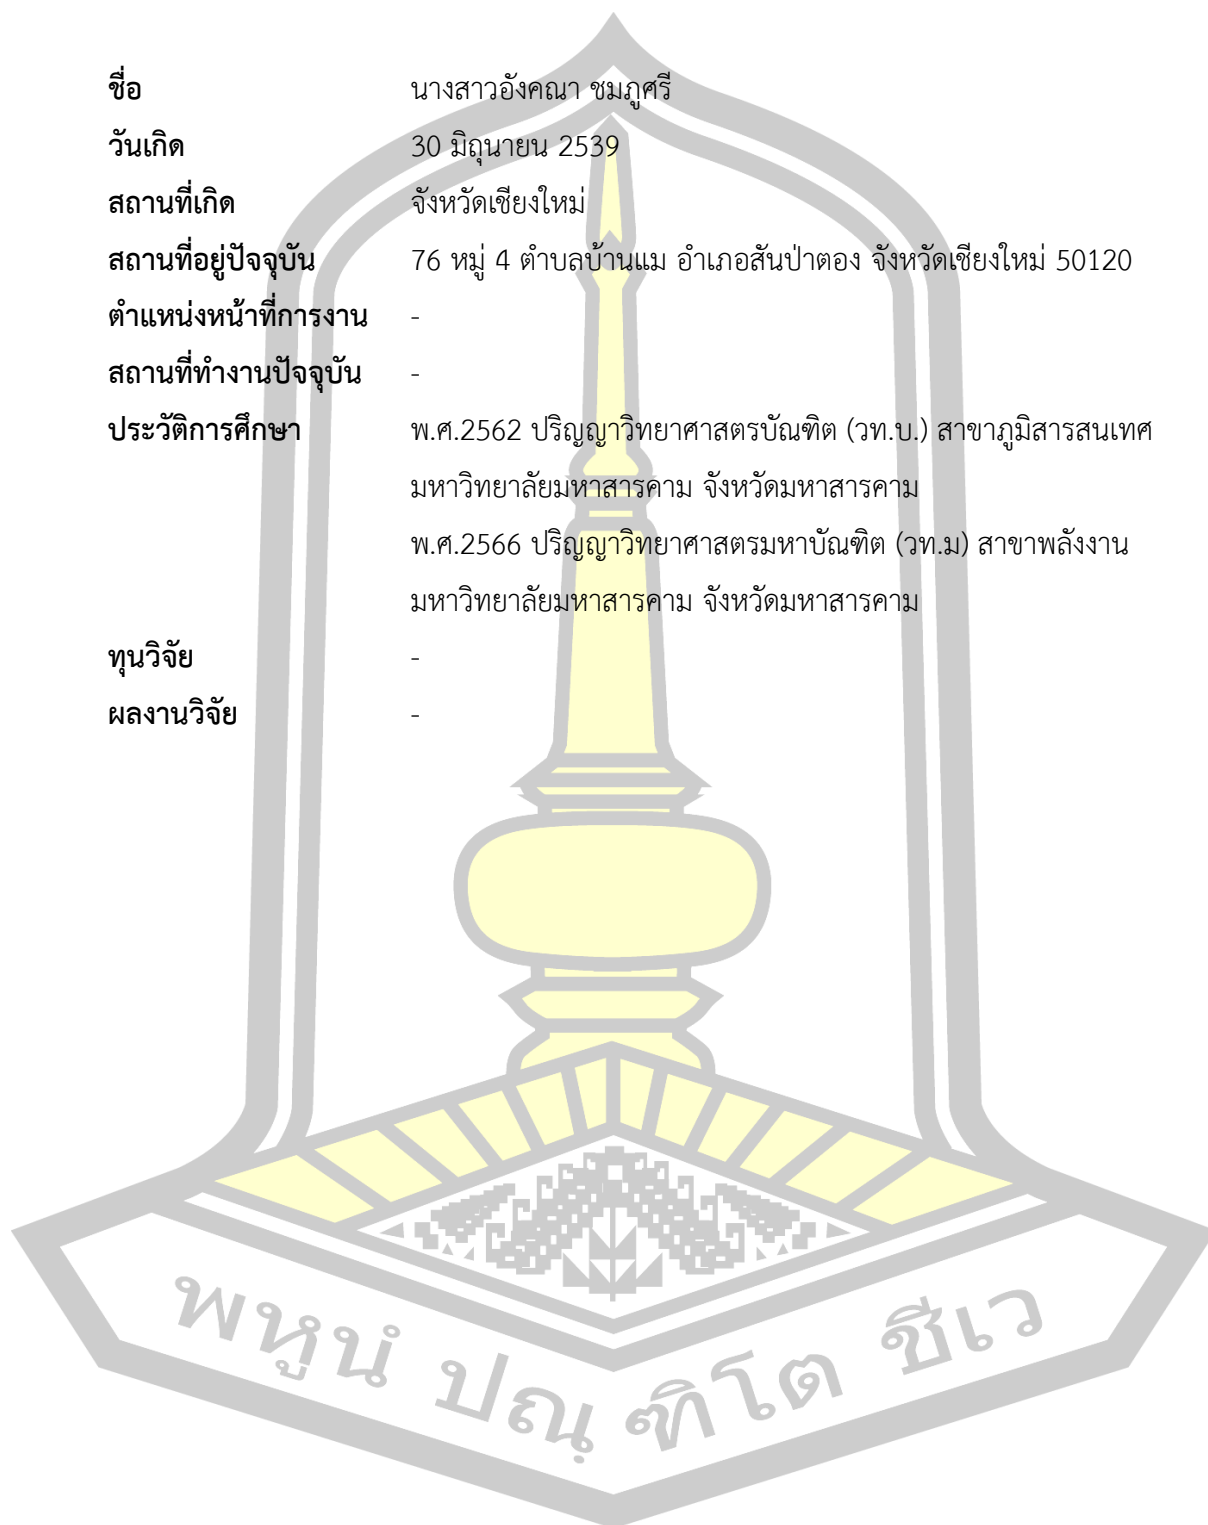 ชื่อ นางสาวอังคณา ชมภูศรี
วันเกิด 30 มิถุนายน 2539
สถานที่เกิด จังหวัดเชียงใหม่
สถานที่อยู่ปัจจุบัน 76 หมู่ 4 ตำบลบ้านแม อำเภอสันป่าตอง จังหวัดเชียงใหม่ 50120
ตำแหน่งหน้าที่การงาน -
สถานที่ทำงานปัจจุบัน -
ประวัติการศึกษา พ.ศ.2562 ปริญญาวิทยาศาสตรบัณฑิต (วท.บ.) สาขาภูมิสารสนเทศ
มหาวิทยาลัยมหาสารคาม จังหวัดมหาสารคาม
พ.ศ.2566 ปริญญาวิทยาศาสตรมหาบัณฑิต (วท.ม) สาขาพลังงาน
มหาวิทยาลัยมหาสารคาม จังหวัดมหาสารคาม
ทุนวิจัย -
ผลงานวิจัย -
พหูนํ ปณฺฑิโต ชีเว